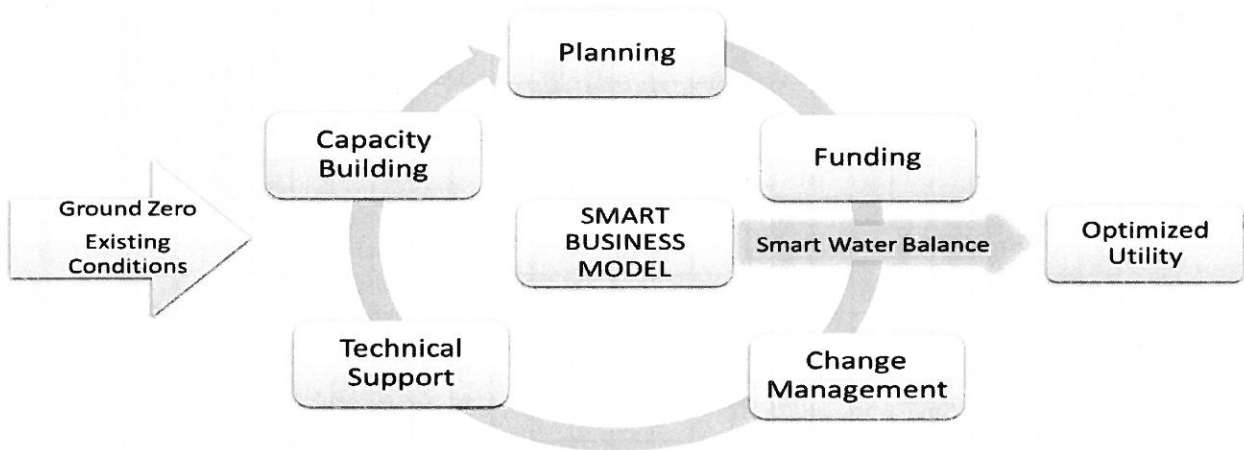 Planning
Capacity
Building
Funding
Ground Zero
Existing
Conditions
SMART
BUSINESS
MODEL
Smart Water Balance
Optimized
Utility
Technical
Support
Change
Management